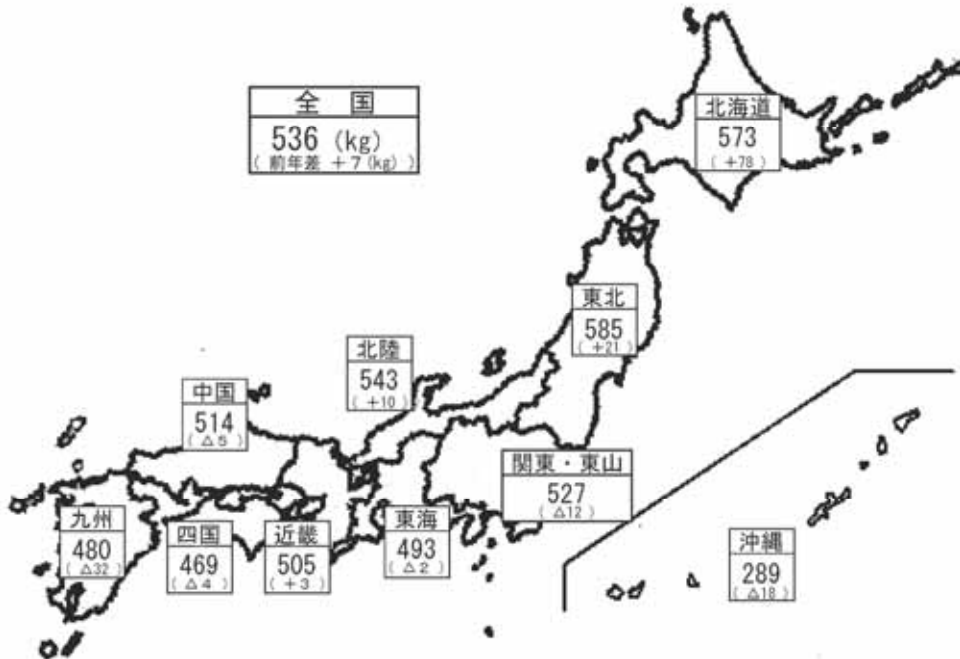 全 国
536 (kg)
( 前年差 +7 (kg) )
北海道
573
( +78 )
東北
585
( +21 )
北陸
543
( +10 )
中国
514
( △5 )
関東・東山
527
( △12 )
九州
480
( △32 )
四国
469
( △4 )
近畿
505
( +3 )
東海
493
( △2 )
沖縄
289
( △18 )